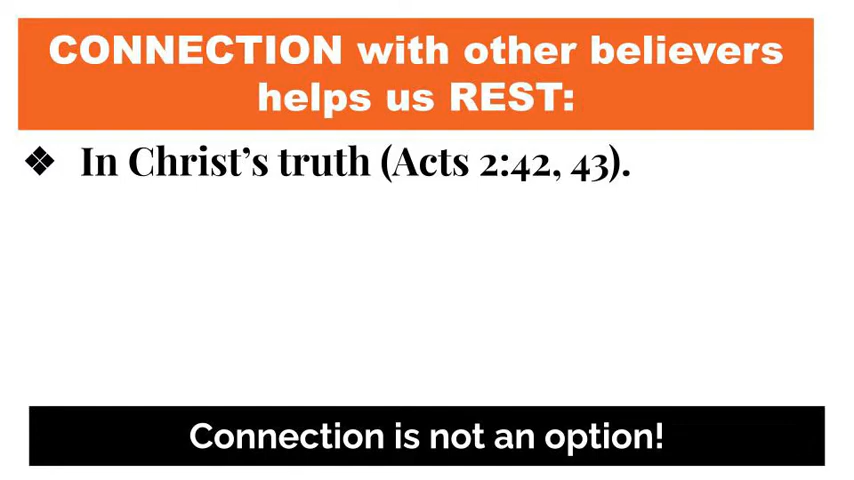 CONNECTION with other believers
helps us REST:
❖ In Christ's truth (Acts 2:42, 43).
Connection is not an option!